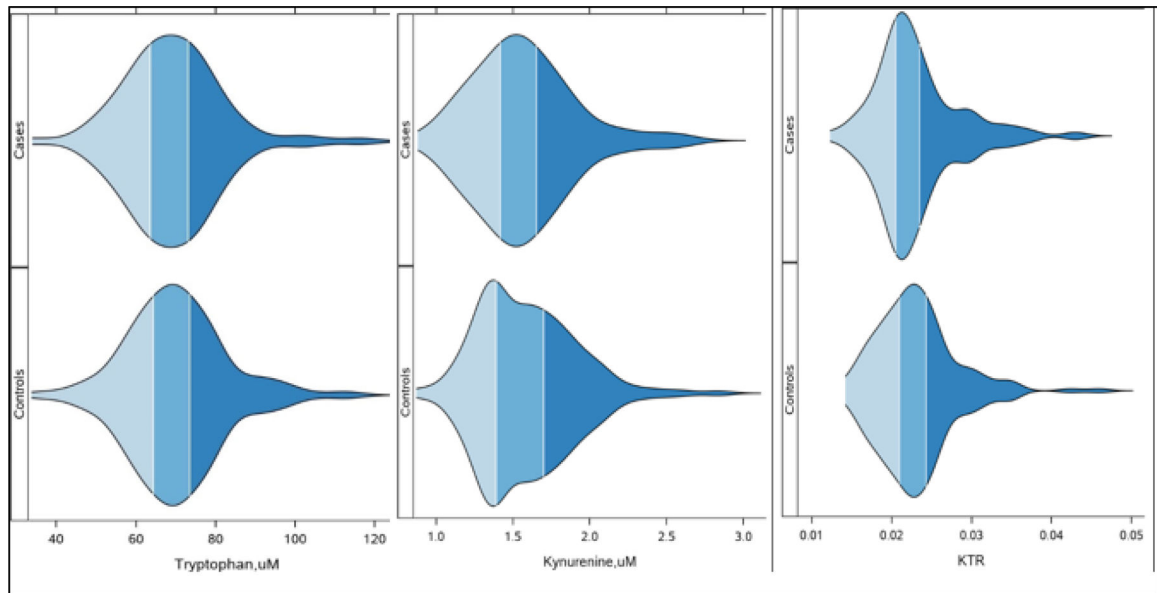 Cases
Controls
40 60 80 100 120
Tryptophan,uM
Cases
Controls
1.0 1.5 2.0 2.5 3.0
Kynurenine,uM
Cases
Controls
0.01 0.02 0.03 0.04 0.05
KTR